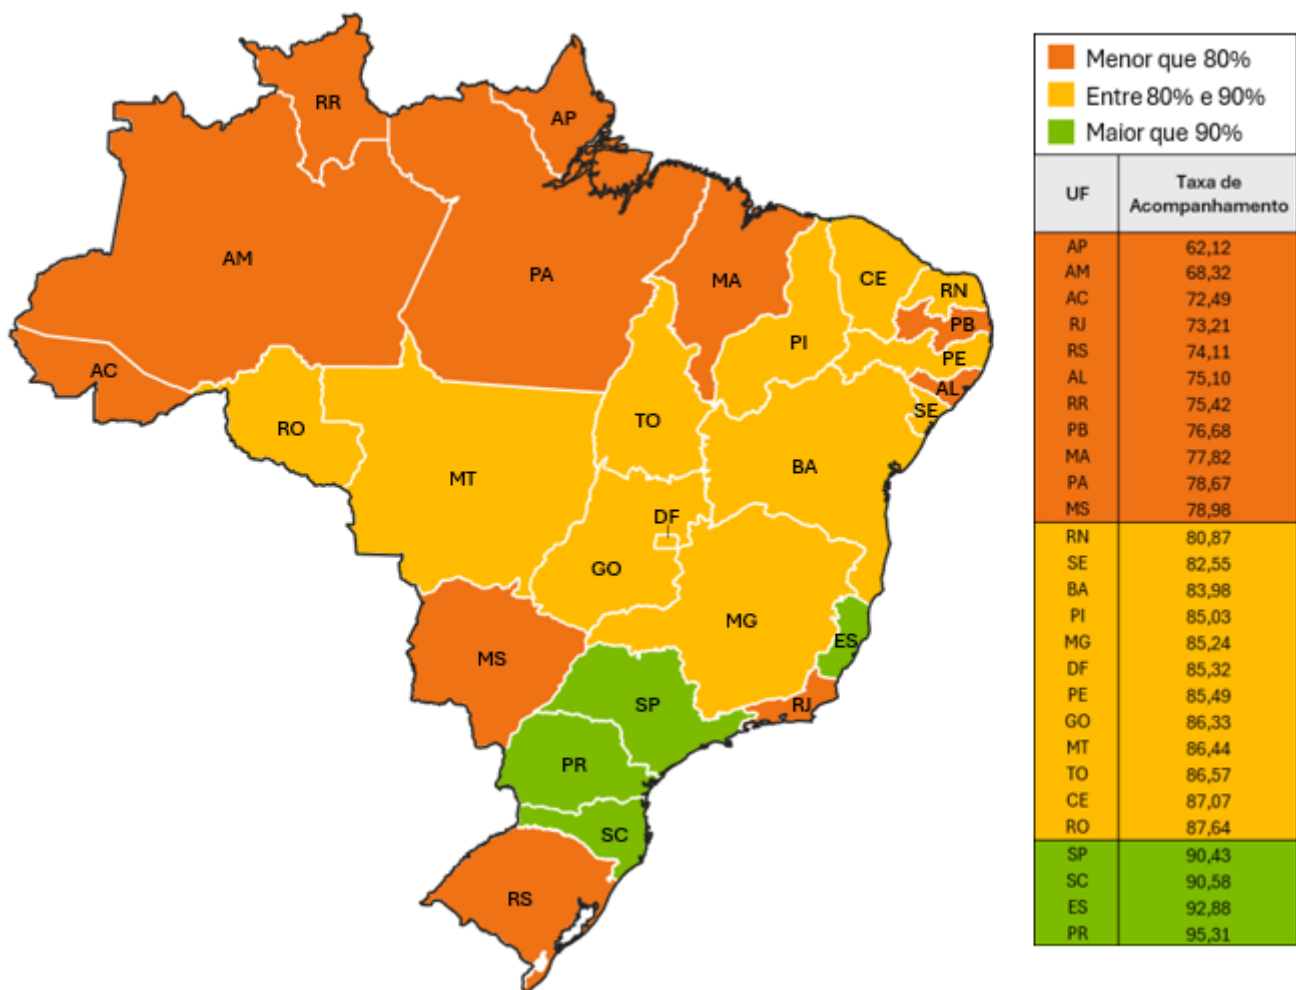 RR
AP
AM
PA
MA
CE
RN
PB
PI
PE
AC
AL
SE
TO
RO
BA
MT
DF
GO
MG
ES
MS
SP
RJ
PR
SC
RS
Menor que 80%
Entre 80% e 90%
Maior que 90%
UF Taxa de
Acompanhamento
AP 62,12
AM 68,32
AC 72,49
RJ 73,21
RS 74,11
AL 75,10
RR 75,42
PB 76,68
MA 77,82
PA 78,67
MS 78,98
RN 80,87
SE 82,55
BA 83,98
PI 85,03
MG 85,24
DF 85,32
PE 85,49
GO 86,33
MT 86,44
TO 86,57
CE 87,07
RO 87,64
SP 90,43
SC 90,58
ES 92,88
PR 95,31